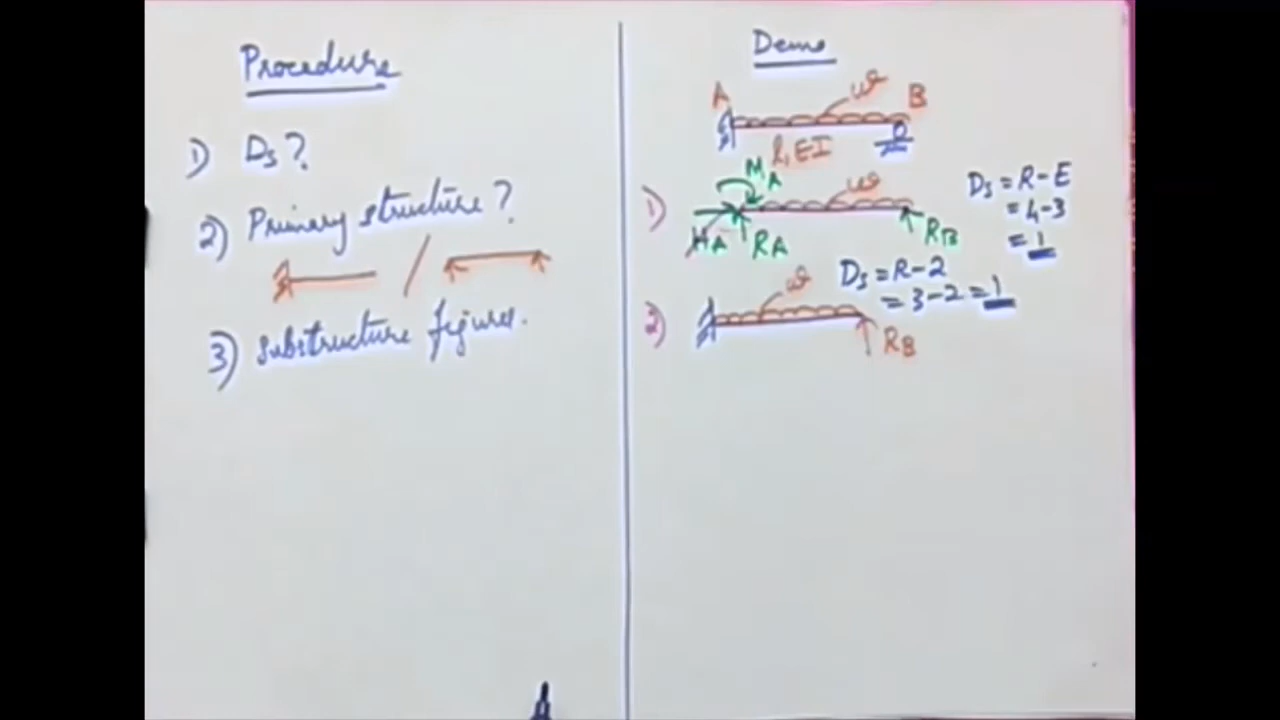 Procedure
1) Ds ?
2) Primary structure ?
/
3) Substructure figures.
Demo
A w B
L, EI
1) MA w
HA RA RB
Ds = R - E
= 4 - 3
= 1
Ds = R - 2
= 3 - 2 = 1
2) w
RB